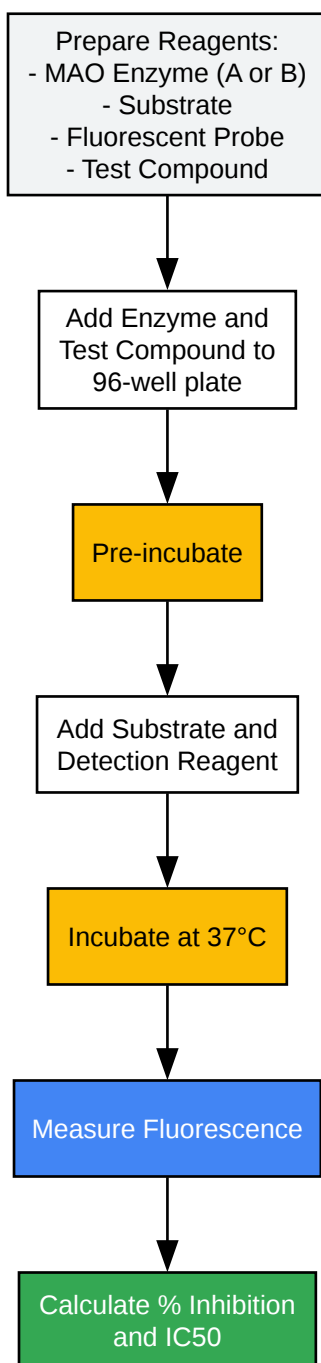 Prepare Reagents:
- MAO Enzyme (A or B)
- Substrate
- Fluorescent Probe
- Test Compound
Add Enzyme and
Test Compound to
96-well plate
Pre-incubate
Add Substrate and
Detection Reagent
Incubate at 37°C
Measure Fluorescence
Calculate % Inhibition
and IC50